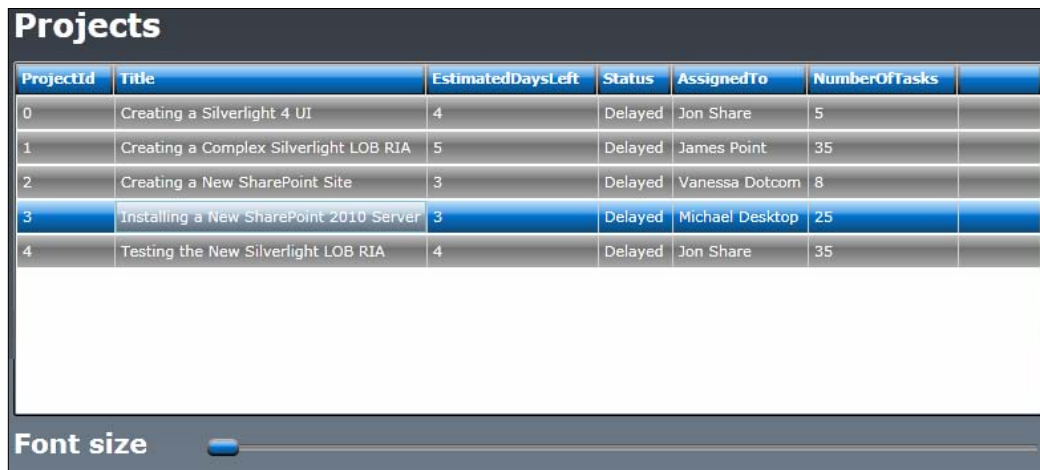 Projects
ProjectId Title EstimatedDaysLeft Status AssignedTo NumberOfTasks
0 Creating a Silverlight 4 UI 4 Delayed Jon Share 5
1 Creating a Complex Silverlight LOB RIA 5 Delayed James Point 35
2 Creating a New SharePoint Site 3 Delayed Vanessa Dotcom 8
3 Installing a New SharePoint 2010 Server 3 Delayed Michael Desktop 25
4 Testing the New Silverlight LOB RIA 4 Delayed Jon Share 35
Font size